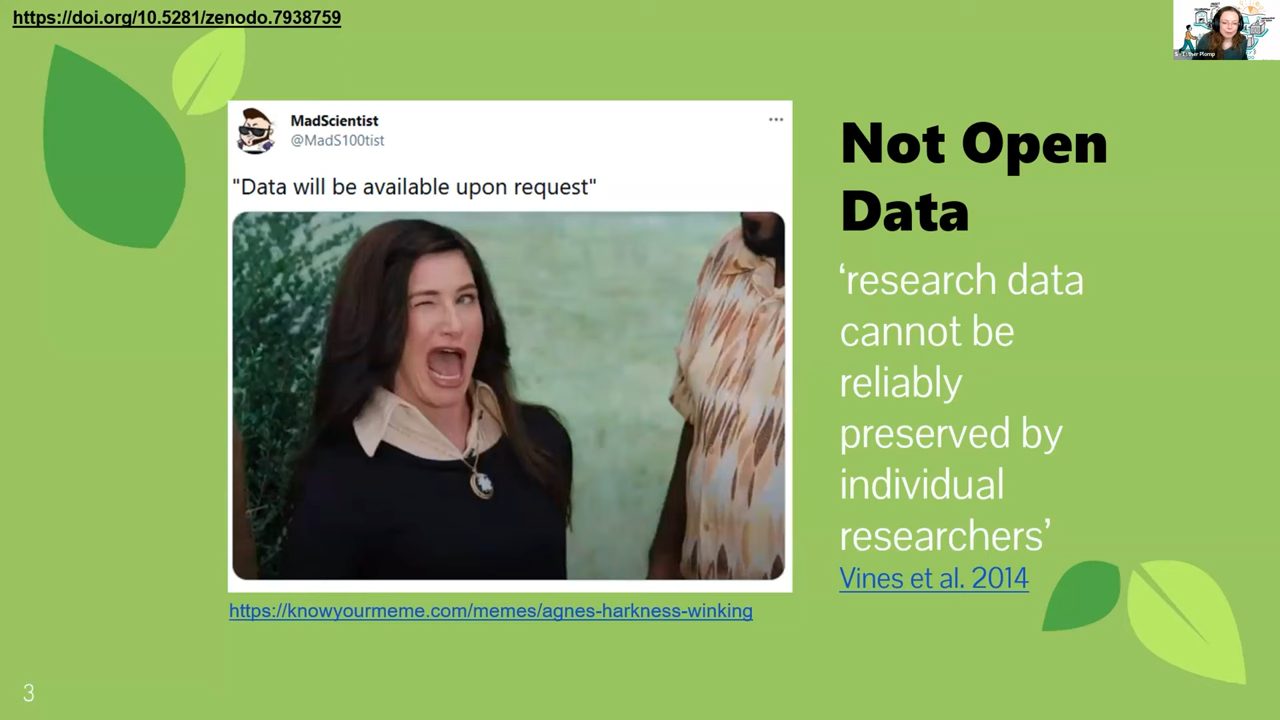 https://doi.org/10.5281/zenodo.7938759
MadScientist
@MadS100tist
"Data will be available upon request"
https://knowyourmeme.com/memes/agnes-harkness-winking
Not Open
Data
‘research data
cannot be
reliably
preserved by
individual
researchers’
Vines et al. 2014
3
Esther Plomp